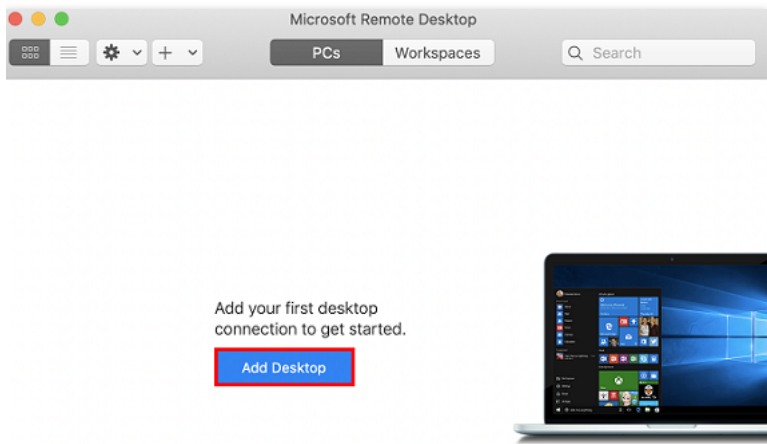 Microsoft Remote Desktop
PCs
Workspaces
Search
Add your first desktop
connection to get started.
Add Desktop